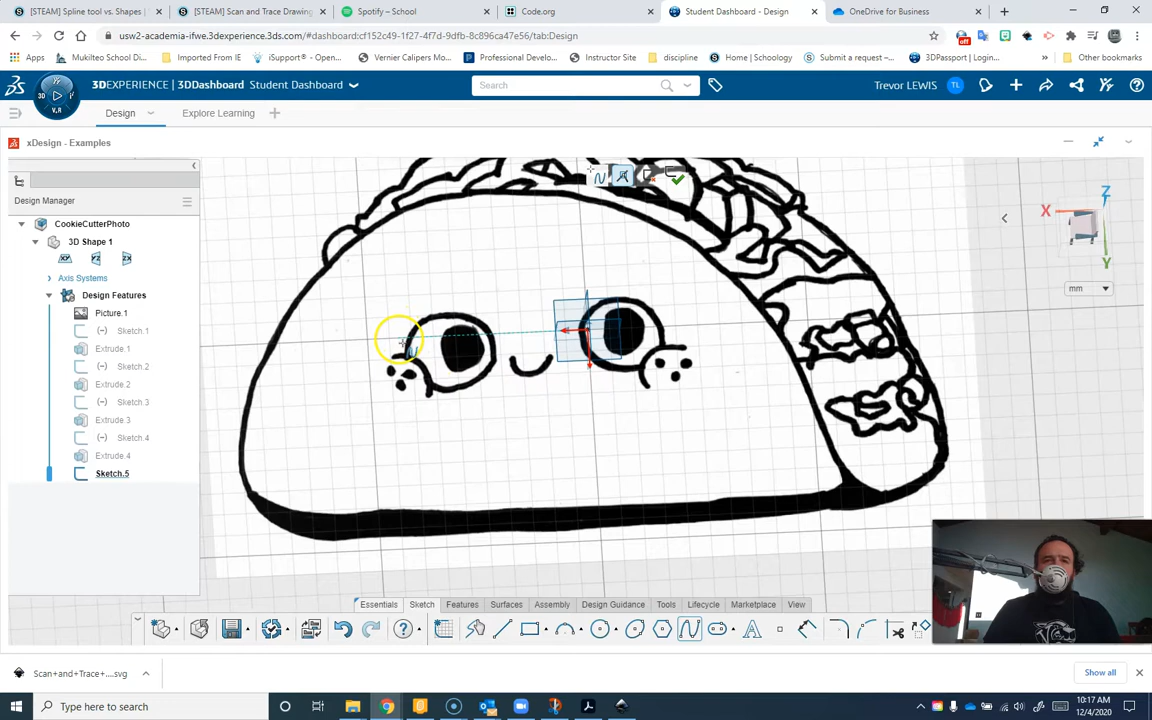 [STEAM] Spline tool vs. Shapes |
[STEAM] Scan and Trace Drawing
Spotify – School
Code.org
Student Dashboard - Design
OneDrive for Business
usw2-academia-ifwe.3dexperience.3ds.com/#dashboard:cf152c49-1f27-4f7d-9dfb-8c896ca47e56/tab:Design
Apps
Mukilteo School Di...
Imported From IE
iSupport® - Empl...
Vernier Calipers Mo...
Professional Develo...
Instructor Site
discipline
Home | Schoology
Submit a request –...
3DPassport | Login...
Other bookmarks
3DEXPERIENCE | 3DDashboard Student Dashboard
Search
Trevor LEWIS
TL
3D
V,R
Design
Explore Learning
xDesign - Examples
Design Manager
CookieCutterPhoto
3D Shape 1
Axis Systems
Design Features
Picture.1
(-) Sketch.1
Extrude.1
(-) Sketch.2
Extrude.2
(-) Sketch.3
Extrude.3
(-) Sketch.4
Extrude.4
Sketch.5
Z
X
Y
mm
Essentials
Sketch
Features
Surfaces
Assembly
Design Guidance
Tools
Lifecycle
Marketplace
View
Scan+and+Trace+....svg
Show all
Type here to search
10:17 AM
12/4/2020